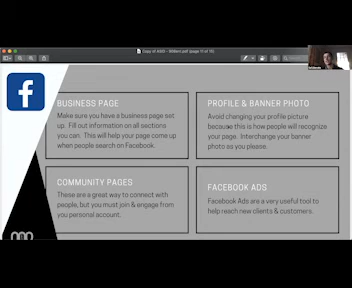 BUSINESS PAGE
Make sure you have a business page set
up. Fill out information on all sections
you can. This will help your page come up
when people search on Facebook.
PROFILE & BANNER PHOTO
Avoid changing your profile picture
because this is how people will recognize
your page. Interchange your banner
photo as you please.
COMMUNITY PAGES
These are a great way to connect with
people, but you must join & engage from
you personal account.
FACEBOOK ADS
Facebook Ads are a very useful tool to
help reach new clients & customers.